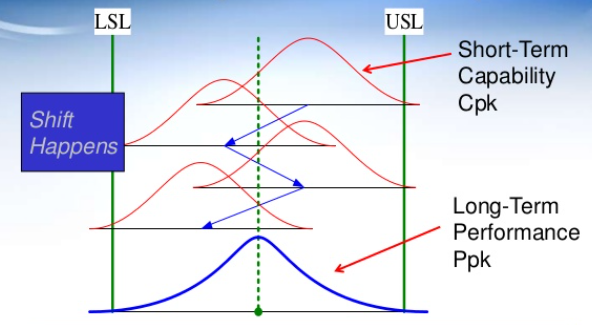 LSL
USL
Shift
Happens
Short-Term
Capability
Cpk
Long-Term
Performance
Ppk